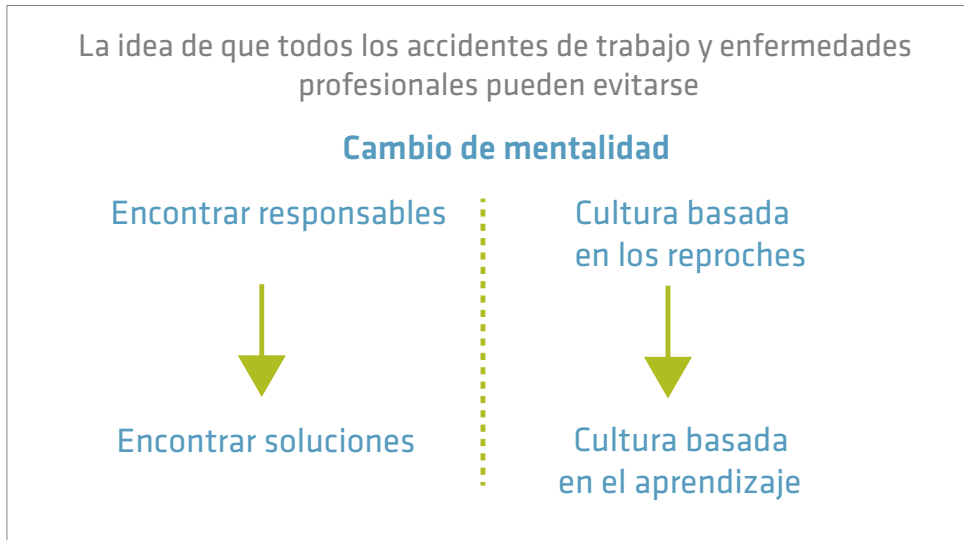 La idea de que todos los accidentes de trabajo y enfermedades
profesionales pueden evitarse
Cambio de mentalidad
Encontrar responsables
Encontrar soluciones
Cultura basada
en los reproches
Cultura basada
en el aprendizaje